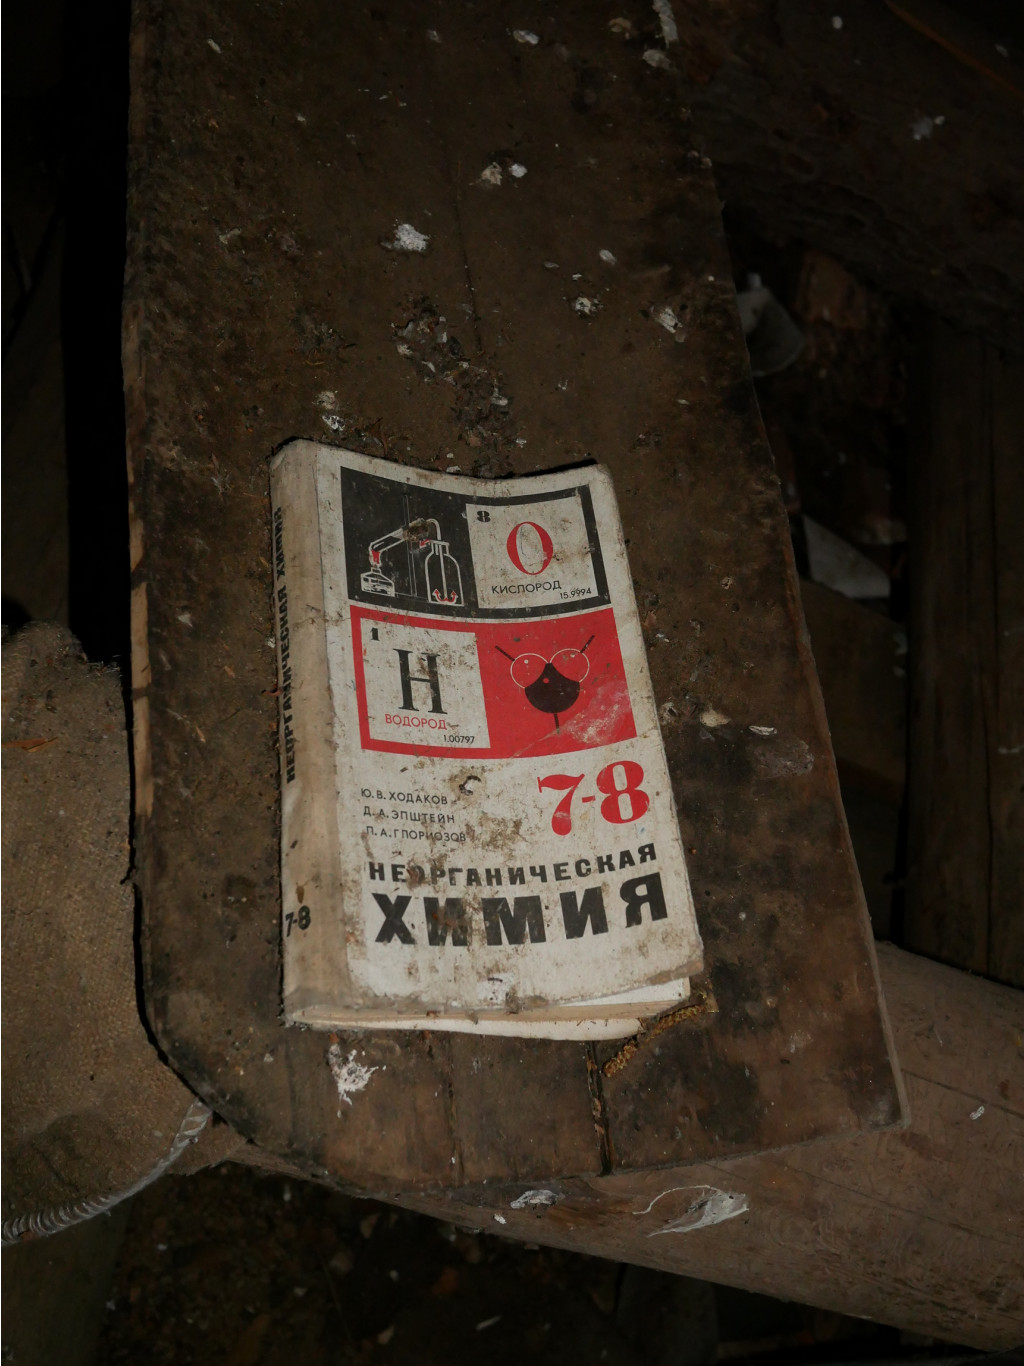 8
О
КИСЛОРОД
15.9994
1
Н
ВОДОРОД
1.00797
7-8
Ю. В. ХОДАКОВ
Д. А. ЭПШТЕЙН
П. А. ГЛОРИОЗОВ
НЕОРГАНИЧЕСКАЯ
ХИМИЯ
НЕОРГАНИЧЕСКАЯ ХИМИЯ
7-8